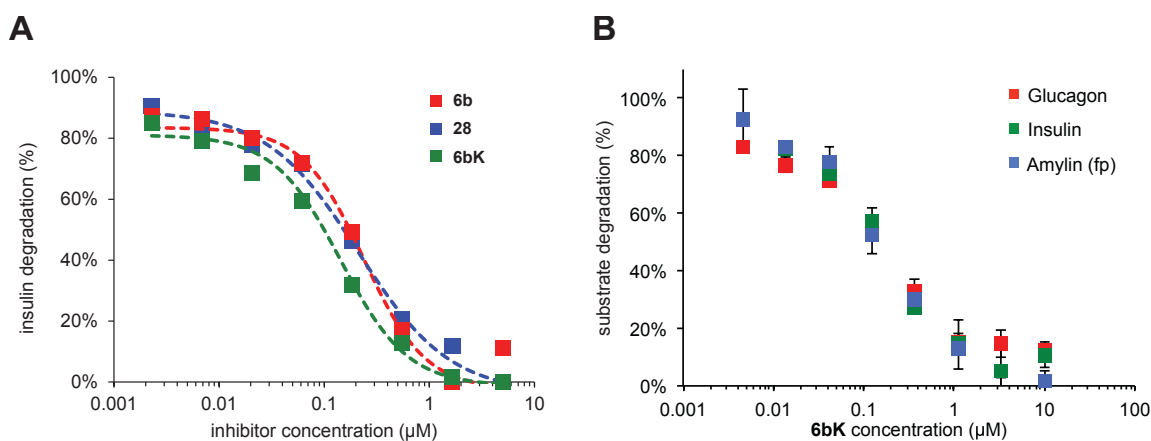 A
100%
80%
60%
40%
20%
0%
insulin degradation (%)
0.001
0.01
0.1
1
10
inhibitor concentration (µM)
6b
28
6bK
B
100%
80%
60%
40%
20%
0%
substrate degradation (%)
0.001
0.01
0.1
1
10
100
6bK concentration (µM)
Glucagon
Insulin
Amylin (fp)